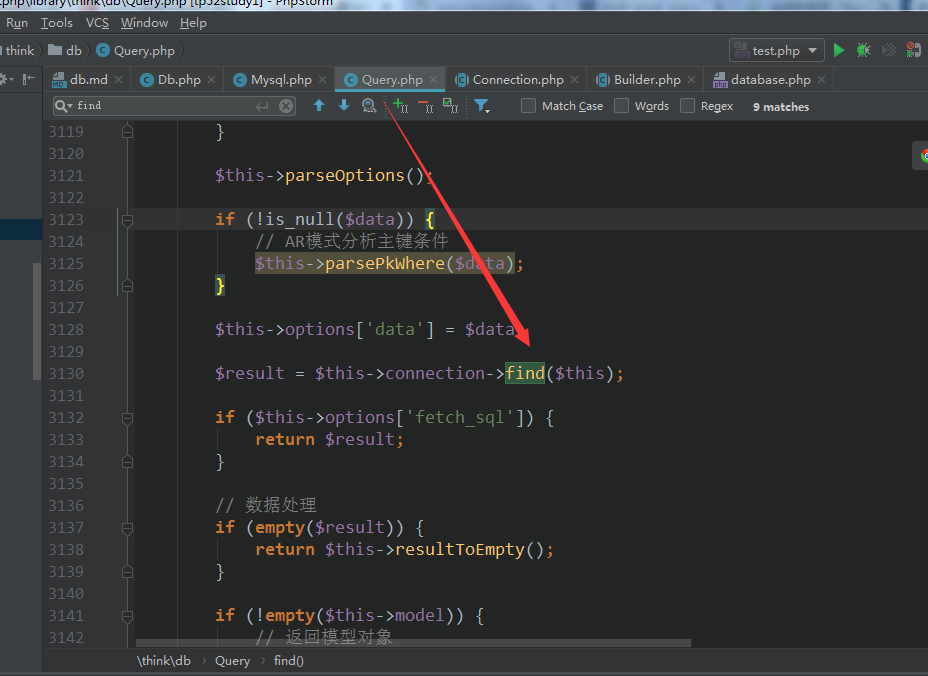 .php\library\think\db\Query.php [tp52study1] - PhpStorm
Run Tools VCS Window Help
think db Query.php test.php
db.md Db.php Mysql.php Query.php Connection.php Builder.php database.php
find Match Case Words Regex 9 matches
3119 }
3120
3121 $this->parseOptions();
3122
3123 if (!is_null($data)) {
3124 // AR模式分析主键条件
3125 $this->parsePkWhere($data);
3126 }
3127
3128 $this->options['data'] = $data
3129
3130 $result = $this->connection->find($this);
3131
3132 if ($this->options['fetch_sql']) {
3133 return $result;
3134 }
3135
3136 // 数据处理
3137 if (empty($result)) {
3138 return $this->resultToEmpty();
3139 }
3140
3141 if (!empty($this->model)) {
3142 // 返回模型对象
\think\db › Query › find()